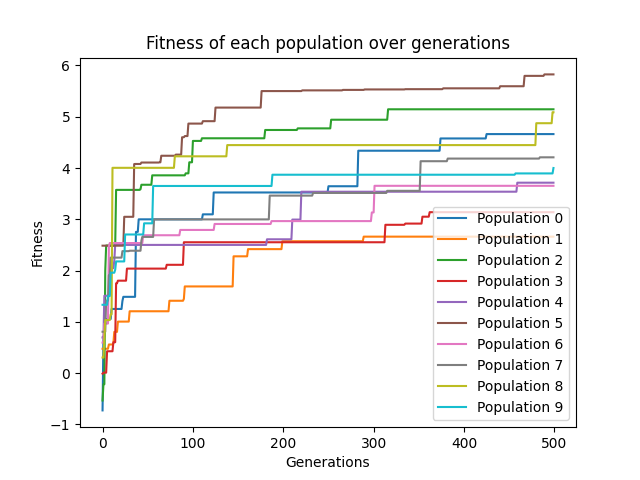 Fitness of each population over generations
Fitness
6
5
4
3
2
1
0
−1
0
100
200
300
400
500
Generations
Population 0
Population 1
Population 2
Population 3
Population 4
Population 5
Population 6
Population 7
Population 8
Population 9